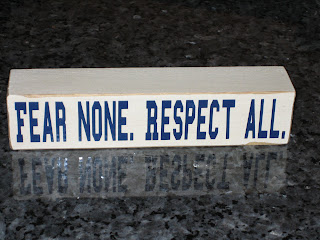 FEAR NONE. RESPECT ALL.